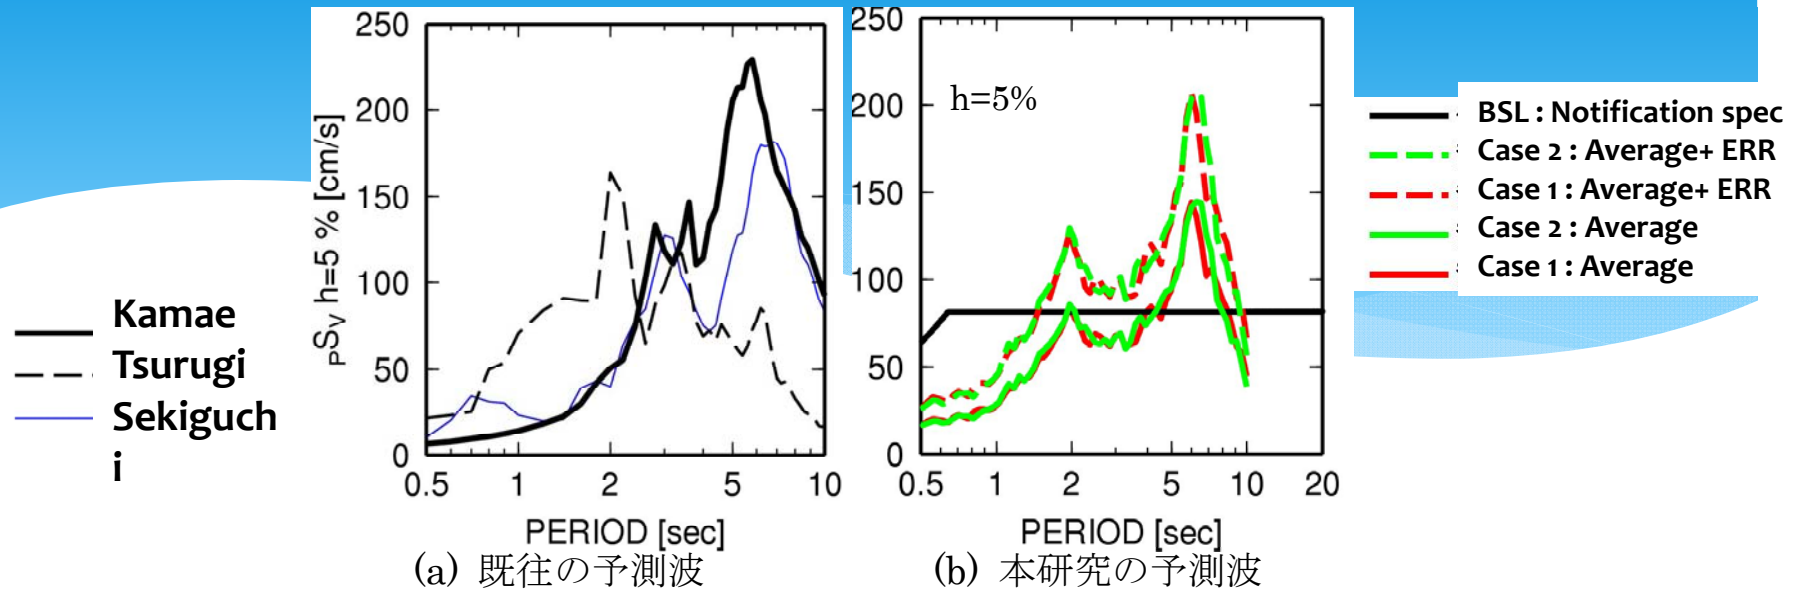 Kamae
Tsurugi
Sekiguch
i
PSV h=5 % [cm/s]
250
200
150
100
50
0
0.5 1 2 5 10
PERIOD [sec]
(a) 既往の予測波
250
200
150
100
50
0
h=5%
0.5 1 2 5 10 20
PERIOD [sec]
(b) 本研究の予測波
BSL : Notification spec
Case 2 : Average+ ERR
Case 1 : Average+ ERR
Case 2 : Average
Case 1 : Average